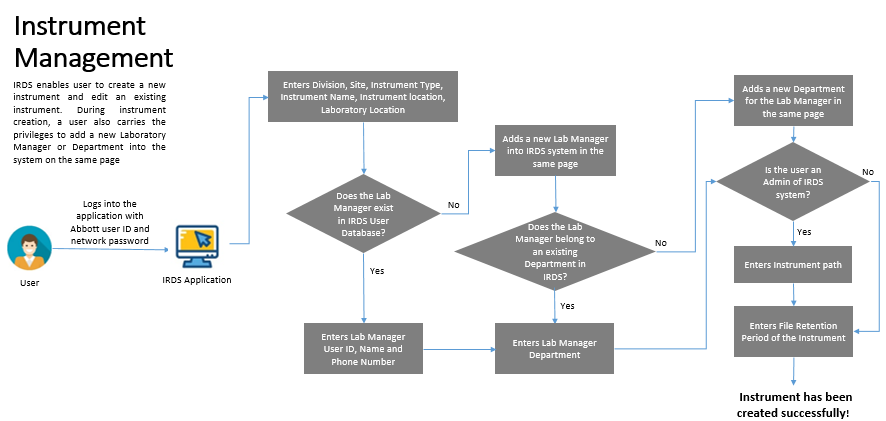 Instrument
Management
IRDS enables user to create a new
instrument and edit an existing
instrument. During instrument
creation, a user also carries the
privileges to add a new Laboratory
Manager or Department into the
system on the same page
Logs into the
application with
Abbott user ID and
network password
User
IRDS Application
Enters Division, Site, Instrument Type,
Instrument Name, Instrument location,
Laboratory Location
Does the Lab
Manager exist
in IRDS User
Database?
No
Yes
Enters Lab Manager
User ID, Name and
Phone Number
Adds a new Lab Manager
into IRDS system in the
same page
Does the Lab
Manager belong to
an existing
Department in
IRDS?
No
Yes
Enters Lab Manager
Department
Adds a new Department
for the Lab Manager in
the same page
Is the user an
Admin of IRDS
system?
No
Yes
Enters Instrument path
Enters File Retention
Period of the Instrument
Instrument has been
created successfully!